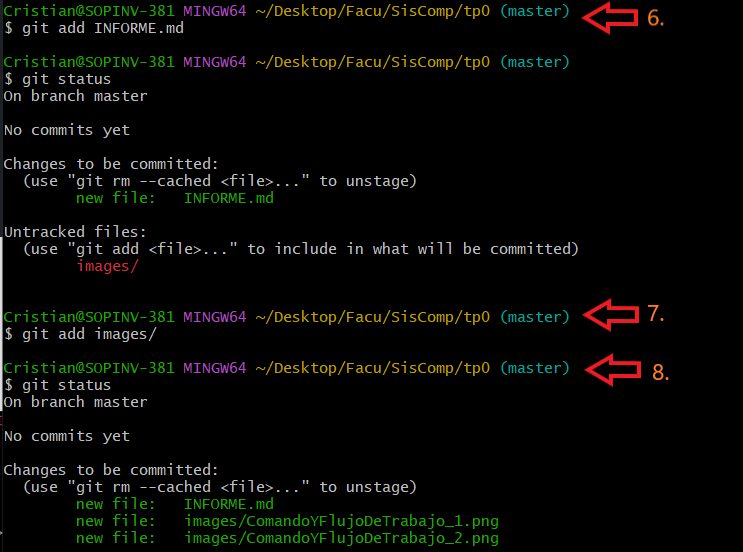 Cristian@SOPINV-381 MINGW64 ~/Desktop/Facu/SisComp/tp0 (master) 6.
$ git add INFORME.md
Cristian@SOPINV-381 MINGW64 ~/Desktop/Facu/SisComp/tp0 (master)
$ git status
On branch master
No commits yet
Changes to be committed:
(use "git rm --cached <file>..." to unstage)
new file: INFORME.md
Untracked files:
(use "git add <file>..." to include in what will be committed)
images/
Cristian@SOPINV-381 MINGW64 ~/Desktop/Facu/SisComp/tp0 (master) 7.
$ git add images/
Cristian@SOPINV-381 MINGW64 ~/Desktop/Facu/SisComp/tp0 (master) 8.
$ git status
On branch master
No commits yet
Changes to be committed:
(use "git rm --cached <file>..." to unstage)
new file: INFORME.md
new file: images/ComandoYFlujoDeTrabajo_1.png
new file: images/ComandoYFlujoDeTrabajo_2.png